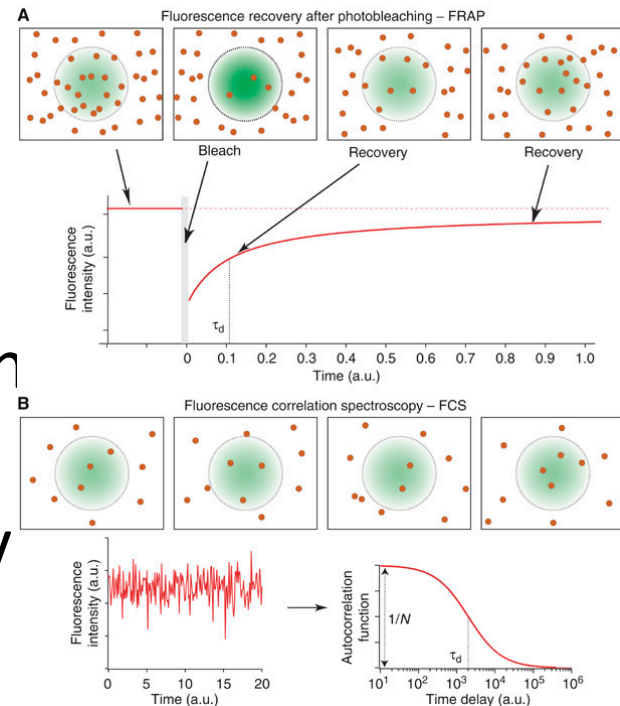 A
Fluorescence recovery after photobleaching – FRAP
Bleach
Recovery
Recovery
Fluorescence
intensity (a.u.)
τd
0 0.1 0.2 0.3 0.4 0.5 0.6 0.7 0.8 0.9 1.0
Time (a.u.)
B
Fluorescence correlation spectroscopy – FCS
y
Fluorescence
intensity (a.u.)
0 5 10 15 20
Time (a.u.)
Autocorrelation
function
1/N
τd
10¹ 10² 10³ 10⁴ 10⁵ 10⁶
Time delay (a.u.)